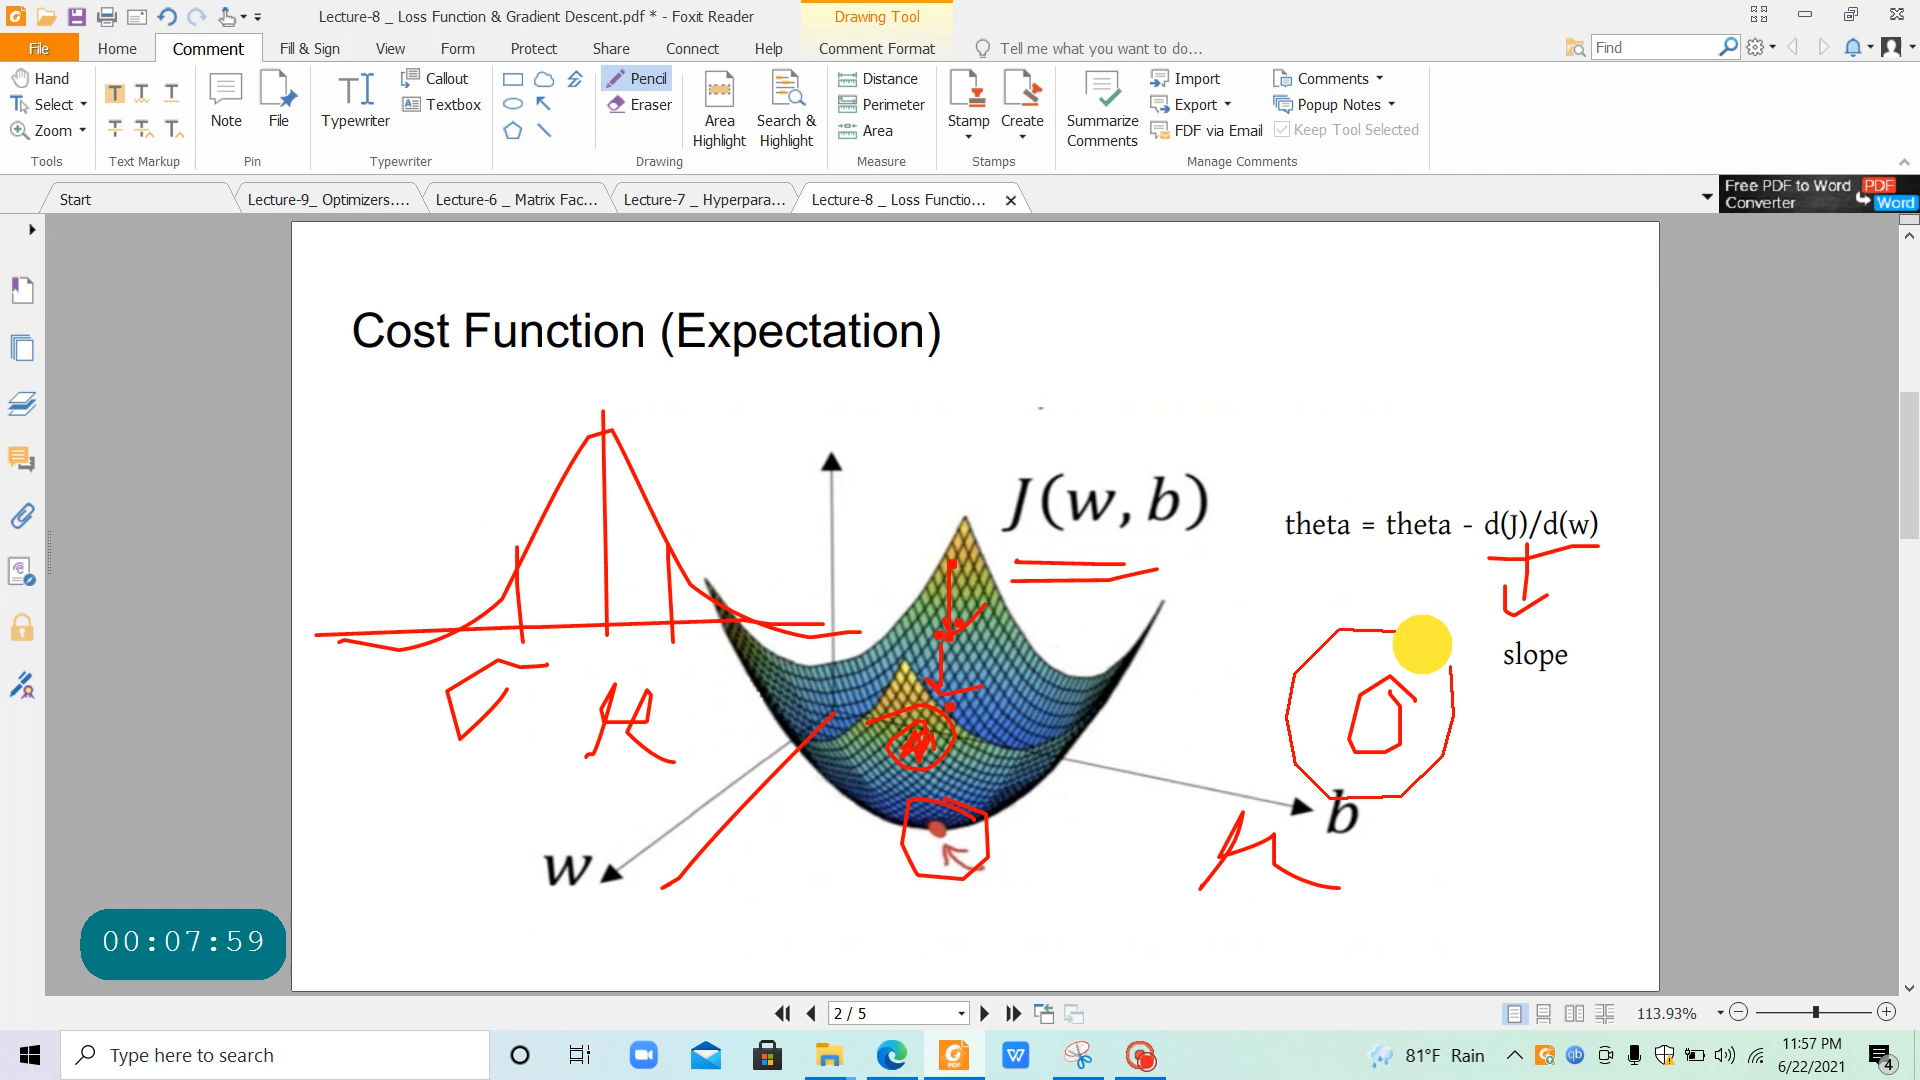 Lecture-8 _ Loss Function & Gradient Descent.pdf * - Foxit Reader
Drawing Tool
File Home Comment Fill & Sign View Form Protect Share Connect Help Comment Format Tell me what you want to do... Find
Hand
Select
Zoom
Tools
Text Markup
Note
File
Pin
Typewriter
Callout
Textbox
Typewriter
Pencil
Eraser
Area Highlight
Search & Highlight
Drawing
Distance
Perimeter
Area
Measure
Stamp
Create
Stamps
Summarize Comments
Import
Export
FDF via Email
Comments
Popup Notes
Keep Tool Selected
Manage Comments
Start
Lecture-9_ Optimizers....
Lecture-6 _ Matrix Fac...
Lecture-7 _ Hyperpara...
Lecture-8 _ Loss Functio...
Free PDF to Word PDF
Converter Word
Cost Function (Expectation)
J(w, b)
theta = theta - d(J)/d(w)
slope
σ
μ
0
b
μ
w
00:07:59
2 / 5
113.93%
Type here to search
81°F Rain
11:57 PM
6/22/2021
4